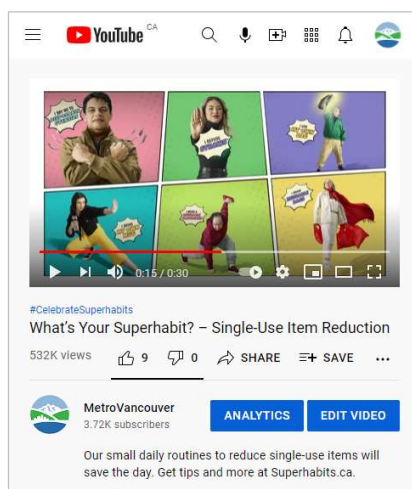 YouTube CA
0:15 / 0:30
#CelebrateSuperhabits
What's Your Superhabit? – Single-Use Item Reduction
532K views 9 0 SHARE SAVE ...
MetroVancouver
3.72K subscribers
ANALYTICS EDIT VIDEO
Our small daily routines to reduce single-use items will
save the day. Get tips and more at Superhabits.ca.